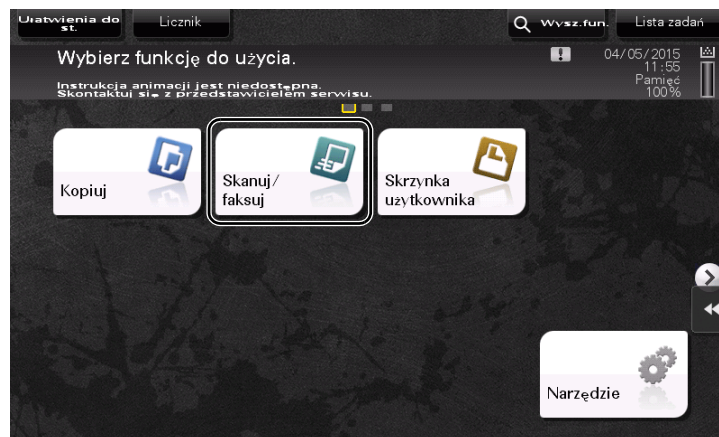 Ułatwienia do
st.
Licznik
Wysz.fun.
Lista zadań
Wybierz funkcję do użycia.
Instrukcja animacji jest niedostępna.
Skontaktuj się z przedstawicielem serwisu.
04/05/2015
11:55
Pamięć
100%
Kopiuj
Skanuj/
faksuj
Skrzynka
użytkownika
Narzędzie